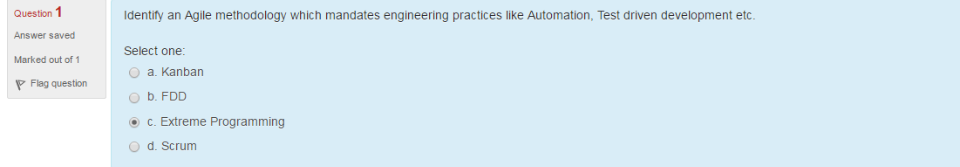 Question 1
Answer saved
Marked out of 1
Flag question
Identify an Agile methodology which mandates engineering practices like Automation, Test driven development etc.
Select one:
a. Kanban
b. FDD
c. Extreme Programming
d. Scrum